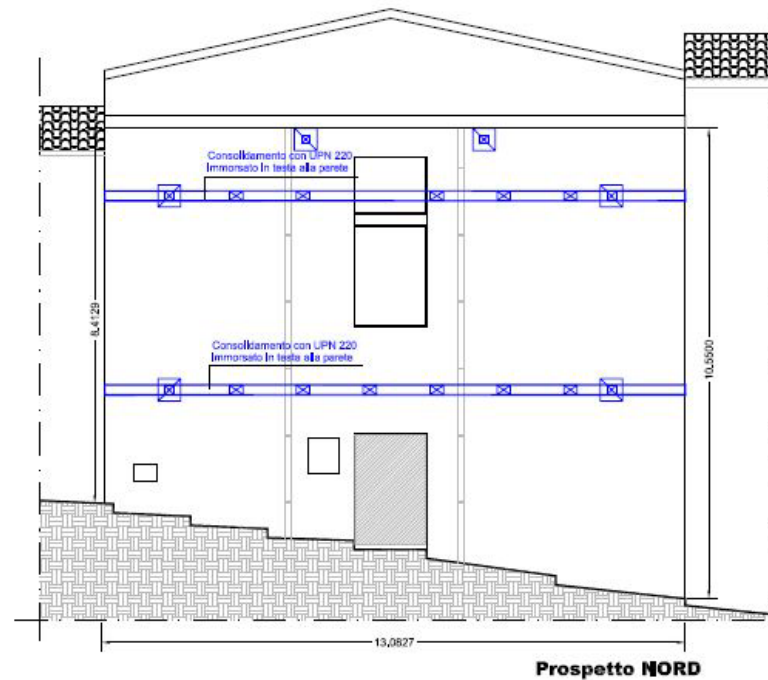 Consolidamento con UPN 220
Immorsato in testa alla parete
8,4129
10,5500
Consolidamento con UPN 220
Immorsato in testa alla parete
13,0827
Prospetto NORD